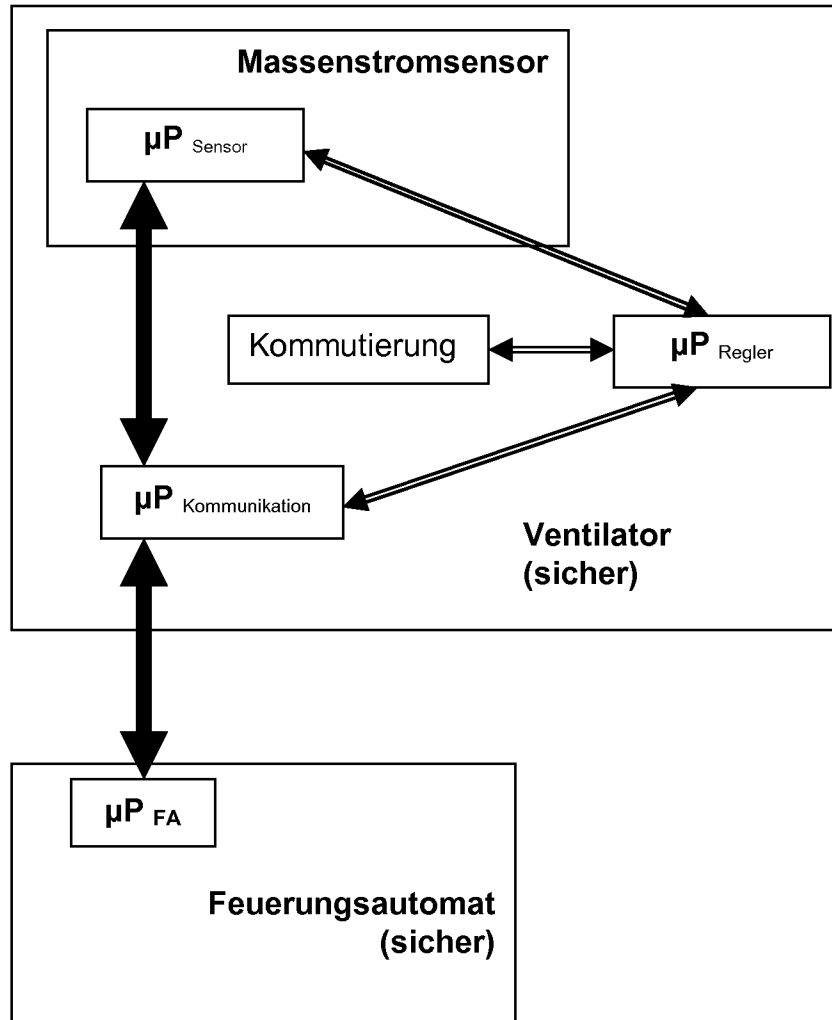 Massenstromsensor
µP Sensor
Kommutierung
µP Regler
µP Kommunikation
Ventilator
(sicher)
µP FA
Feuerungsautomat
(sicher)